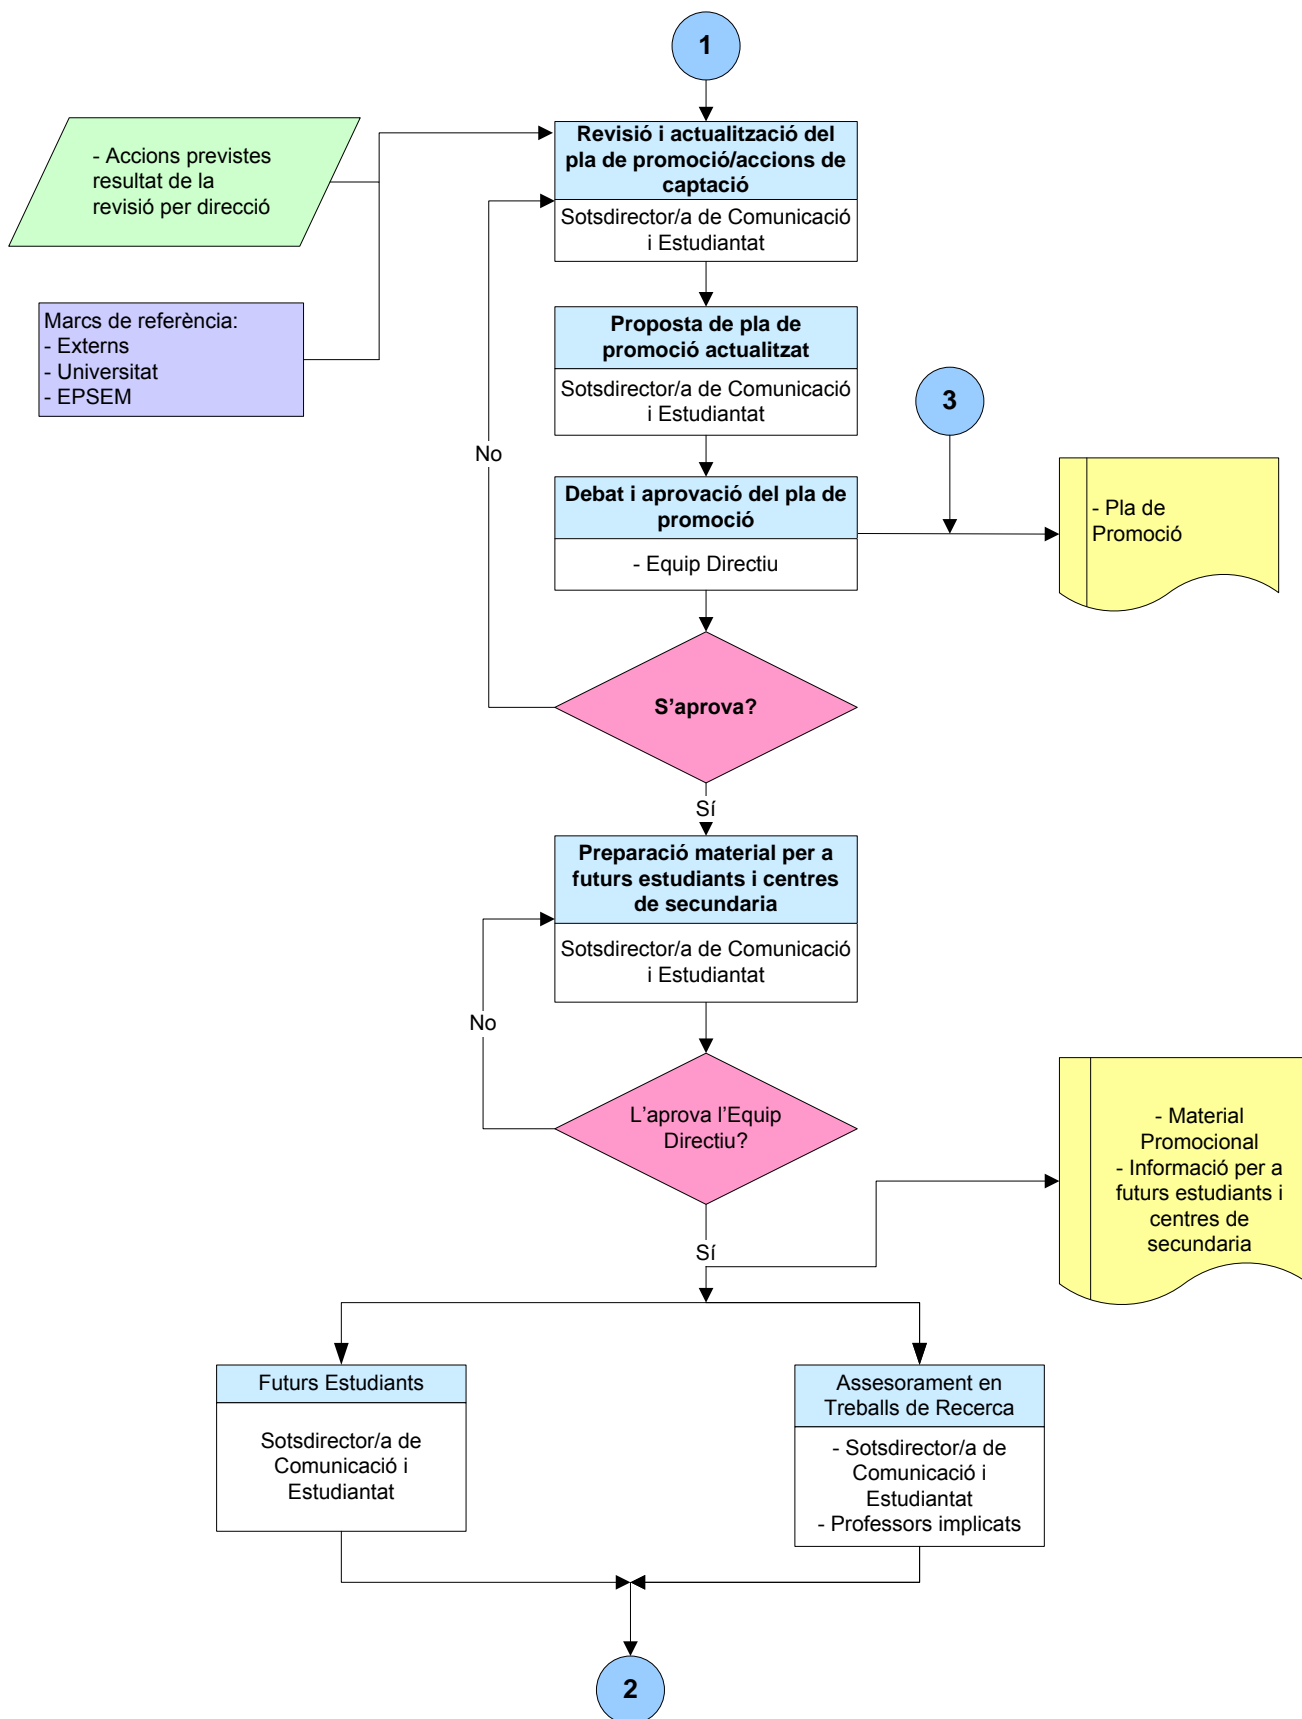 1
- Accions previstes
resultat de la
revisió per direcció
Revisió i actualització del
pla de promoció/accions de
captació
Sotsdirector/a de Comunicació
i Estudiantat
Marcs de referència:
- Externs
- Universitat
- EPSEM
Proposta de pla de
promoció actualitzat
Sotsdirector/a de Comunicació
i Estudiantat
3
No
Debat i aprovació del pla de
promoció
- Equip Directiu
- Pla de
Promoció
S'aprova?
Sí
Preparació material per a
futurs estudiants i centres
de secundaria
Sotsdirector/a de Comunicació
i Estudiantat
No
L'aprova l'Equip
Directiu?
- Material
Promocional
- Informació per a
futurs estudiants i
centres de
secundaria
Sí
Futurs Estudiants
Sotsdirector/a de
Comunicació i
Estudiantat
Assesorament en
Treballs de Recerca
- Sotsdirector/a de
Comunicació i
Estudiantat
- Professors implicats
2